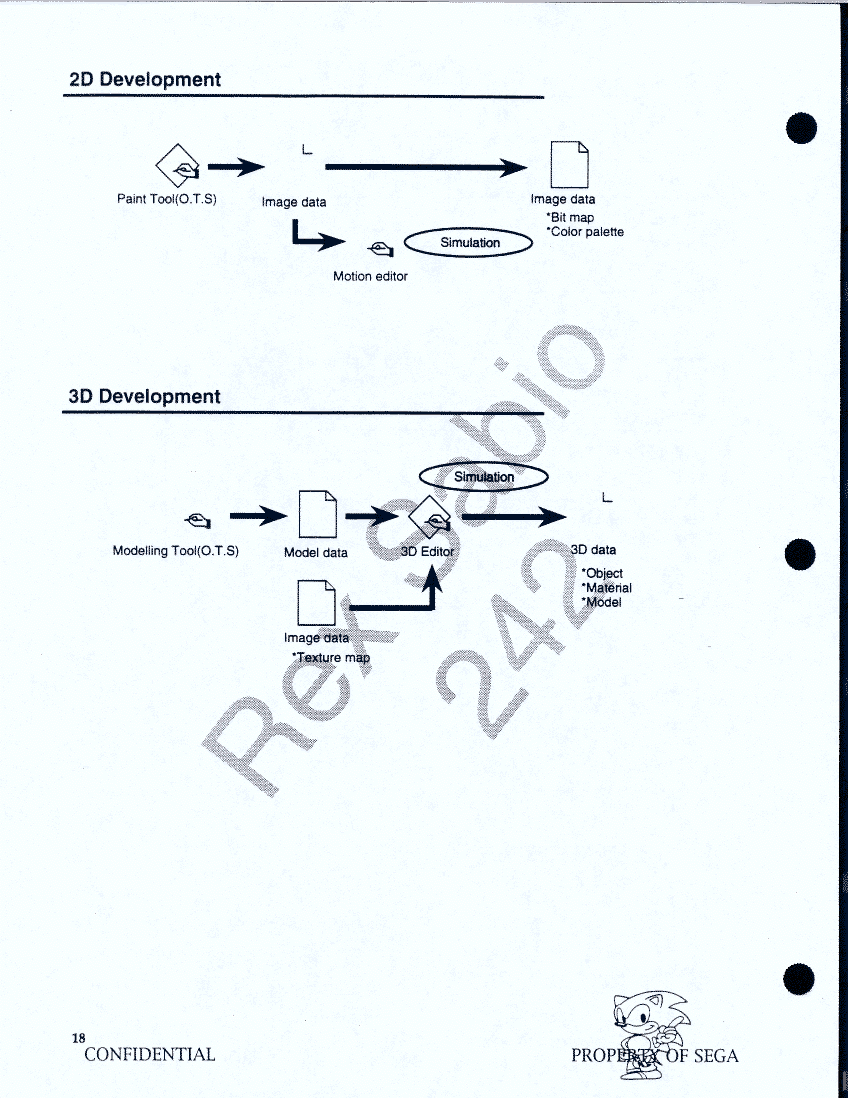 2D Development
Paint Tool(O.T.S)
Image data
Image data
*Bit map
*Color palette
Simulation
Motion editor
3D Development
Simulation
Modelling Tool(O.T.S)
Model data
3D Editor
3D data
*Object
*Material
*Model
Image data
*Texture map
Rex Sabio
242
18
CONFIDENTIAL
PROPERTY OF SEGA